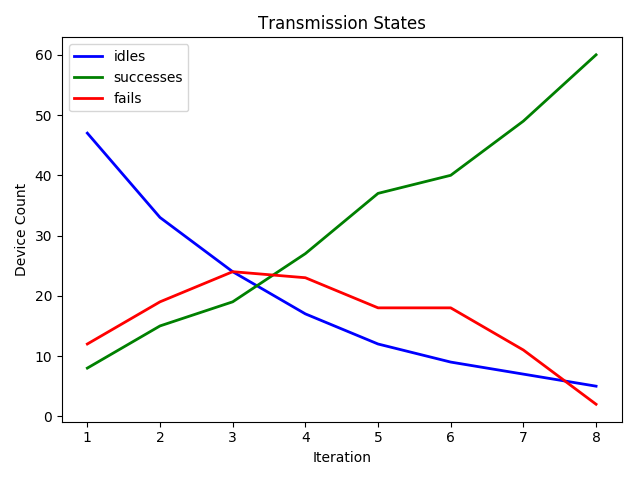 Transmission States
idles
successes
fails
Device Count
60
50
40
30
20
10
0
1 2 3 4 5 6 7 8
Iteration